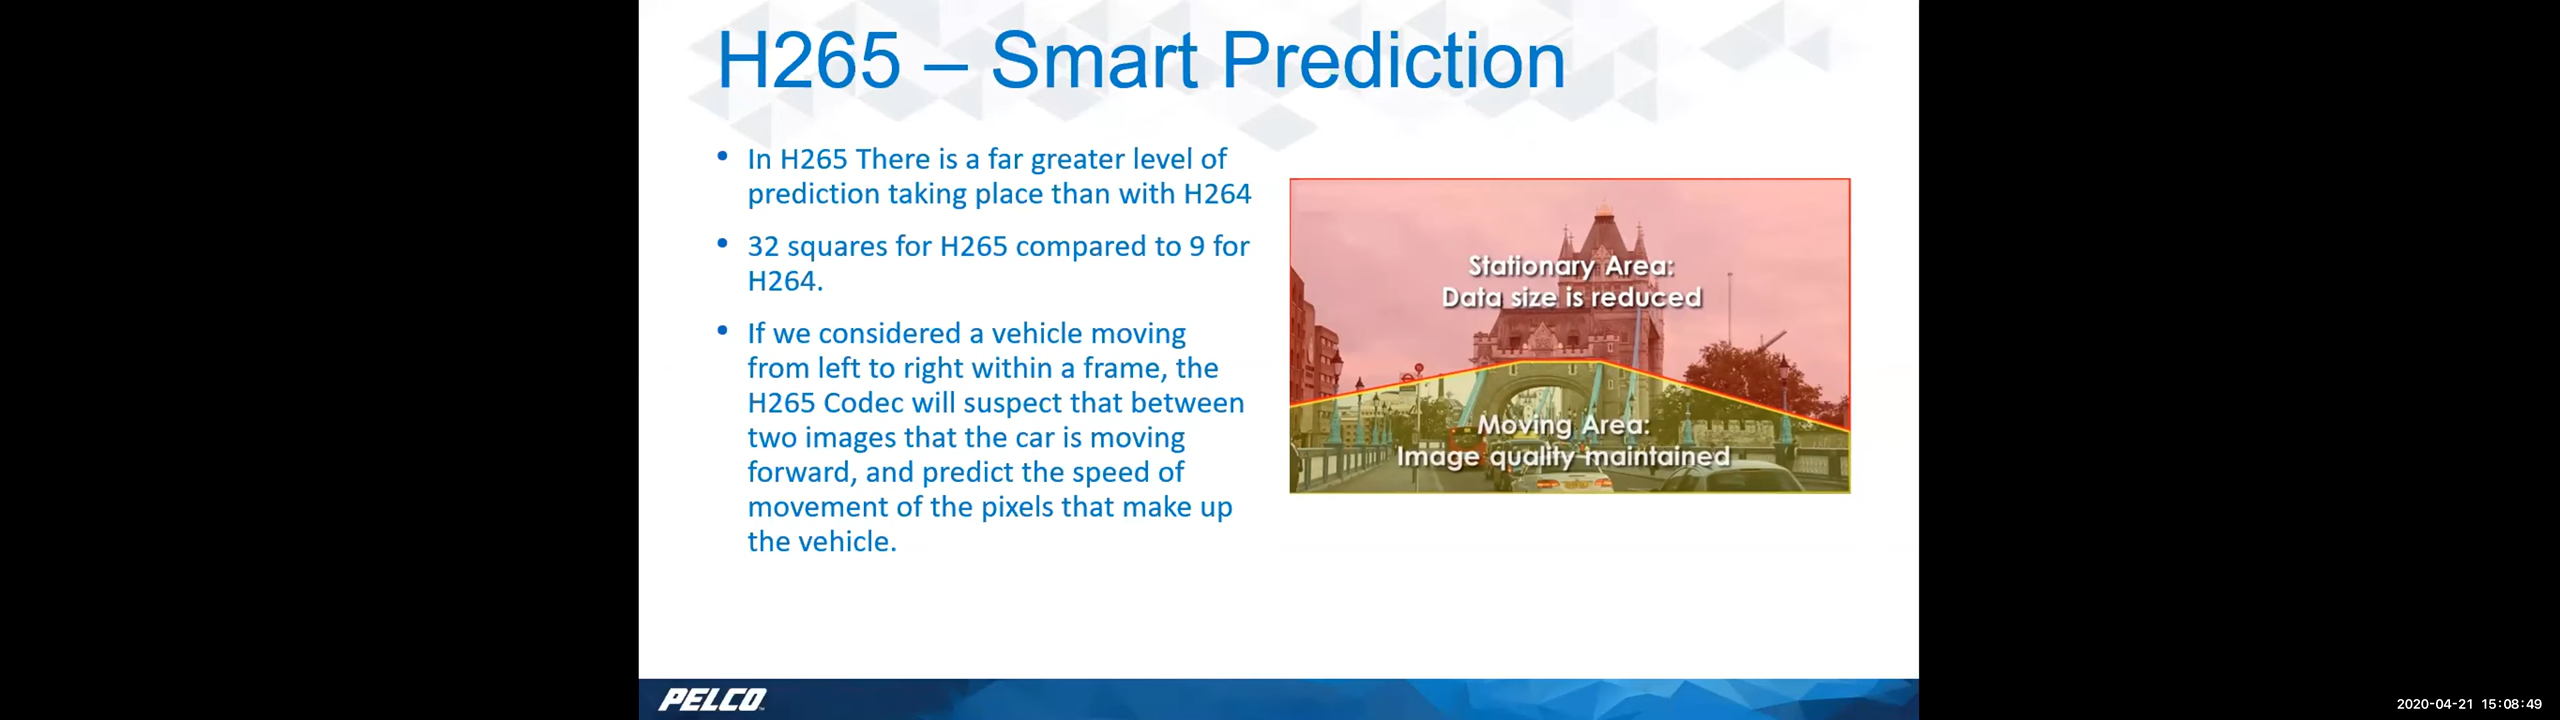 H265 – Smart Prediction
• In H265 There is a far greater level of
prediction taking place than with H264
• 32 squares for H265 compared to 9 for
H264.
• If we considered a vehicle moving
from left to right within a frame, the
H265 Codec will suspect that between
two images that the car is moving
forward, and predict the speed of
movement of the pixels that make up
the vehicle.
Stationary Area:
Data size is reduced
Moving Area:
Image quality maintained
PELCO™
2020-04-21 15:08:49